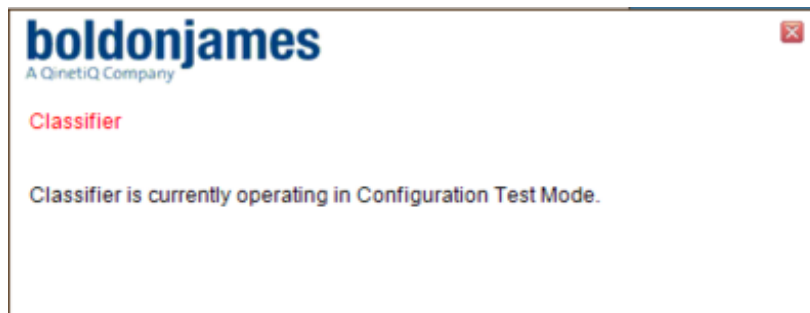 boldonjames
A QinetiQ Company
Classifier
Classifier is currently operating in Configuration Test Mode.